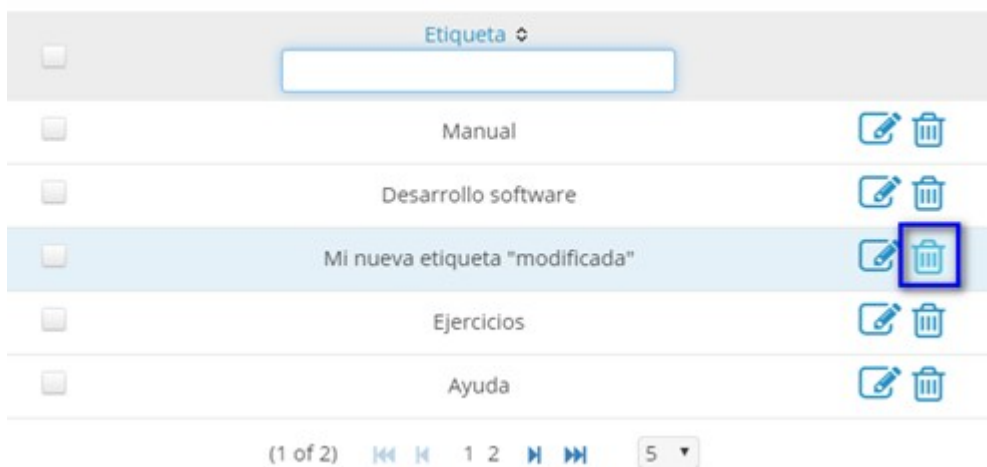 Etiqueta
Manual
Desarrollo software
Mi nueva etiqueta "modificada"
Ejercicios
Ayuda
(1 of 2) 1 2 5